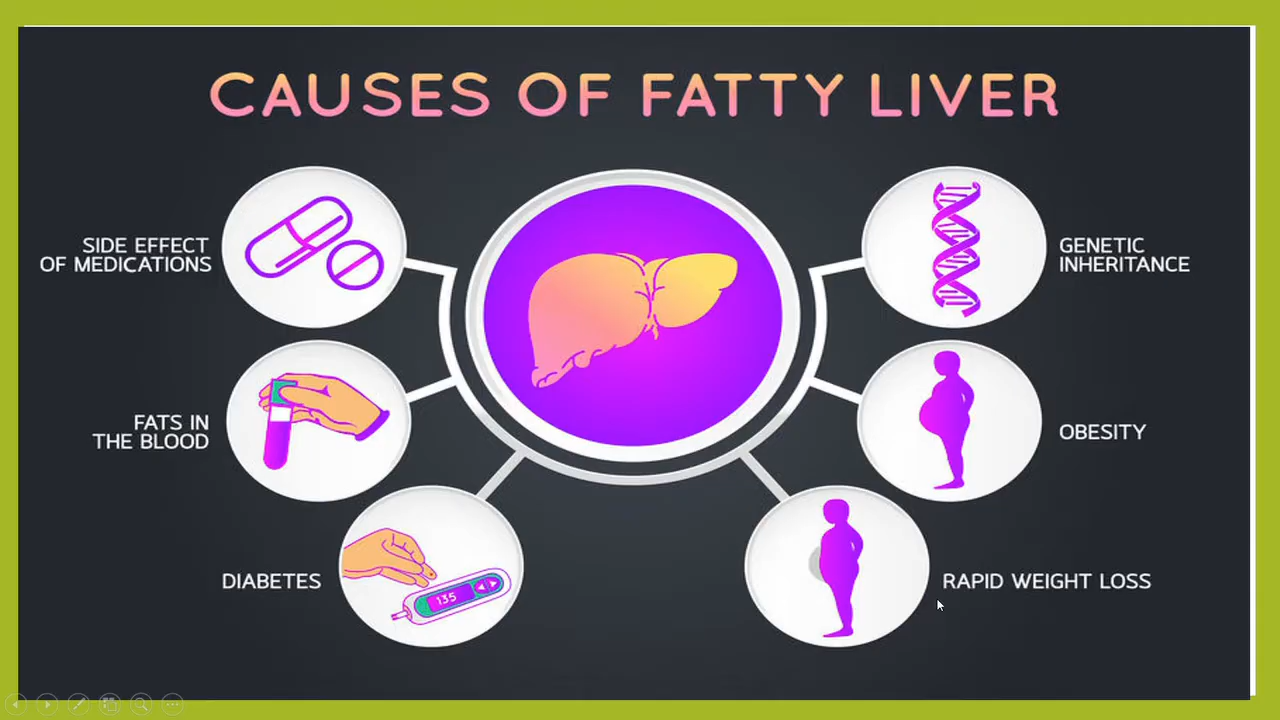 CAUSES OF FATTY LIVER
SIDE EFFECT
OF MEDICATIONS
FATS IN
THE BLOOD
DIABETES
135
GENETIC
INHERITANCE
OBESITY
RAPID WEIGHT LOSS